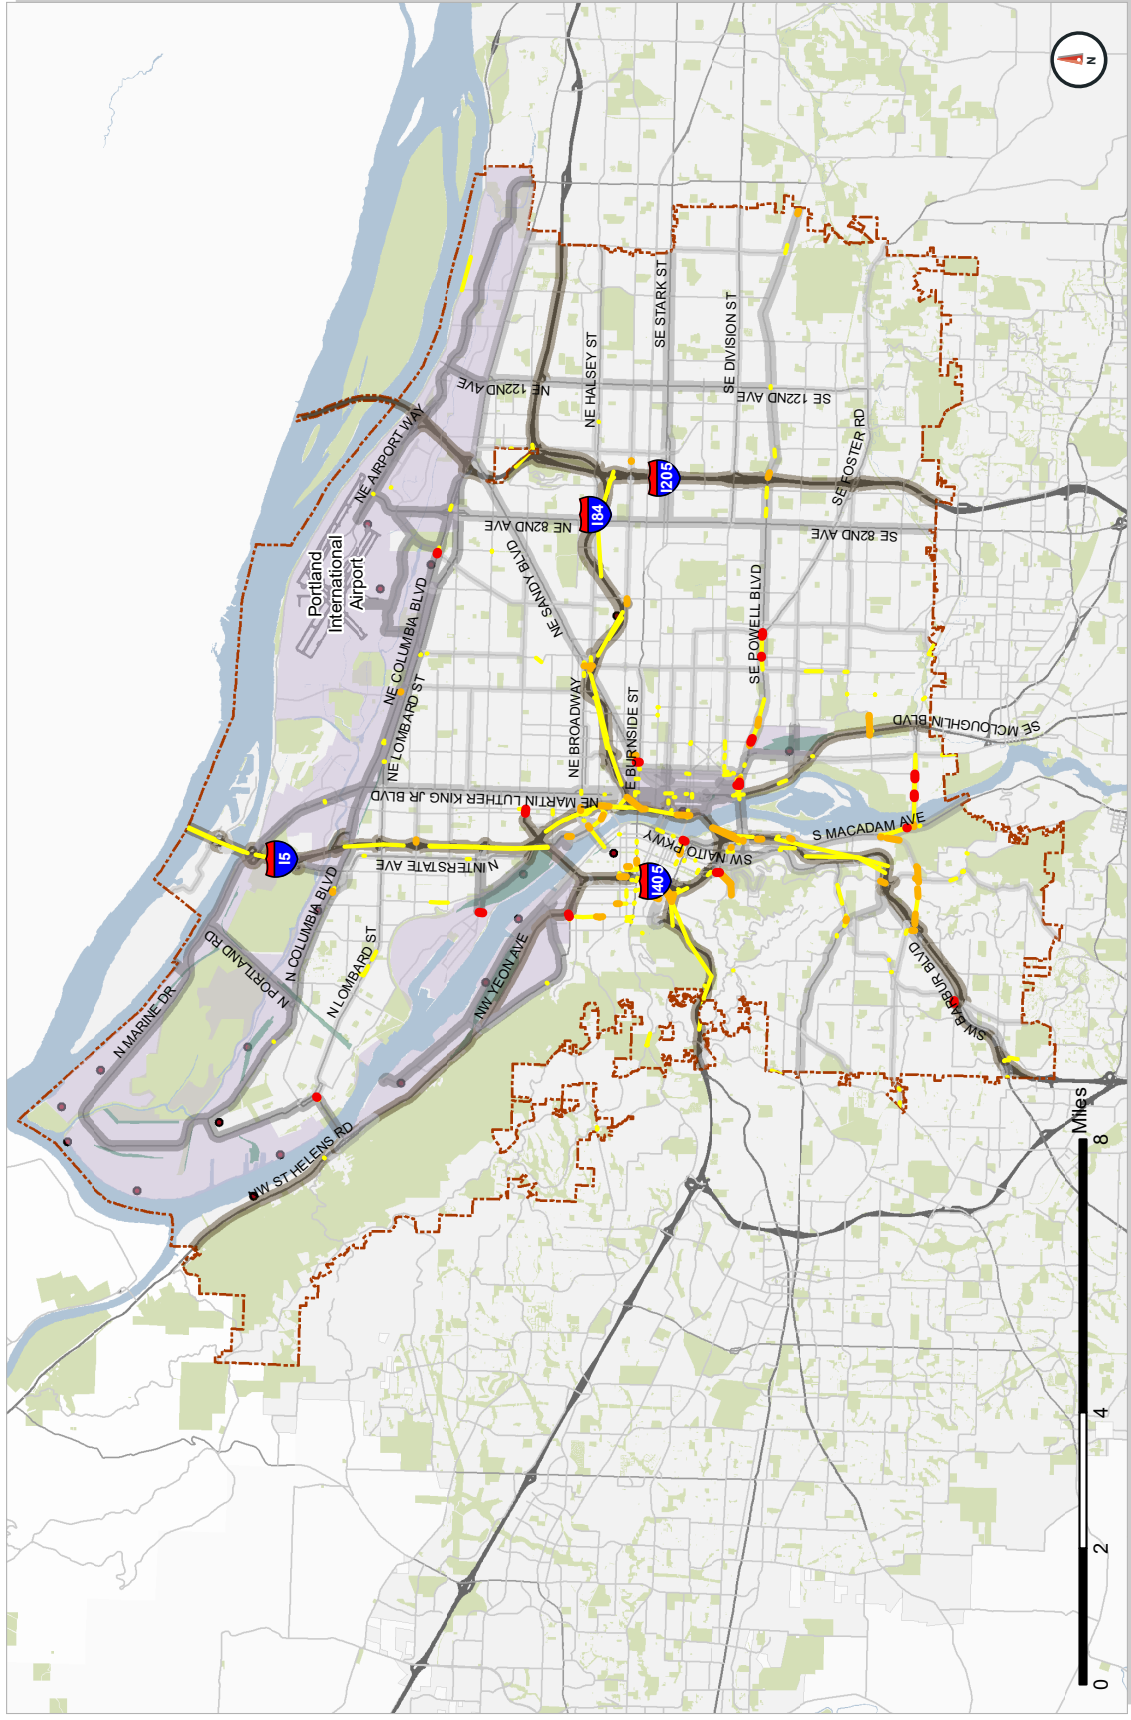 N
NE AIRPORT WAY
Portland
International
Airport
NE 122ND AVE
NE HALSEY ST
SE STARK ST
SE DIVISION ST
SE 122ND AVE
SE FOSTER RD
I205
I84
NE 82ND AVE
SE 82ND AVE
NE SANDY BLVD
NE COLUMBIA BLVD
NE LOMBARD ST
SE POWELL BLVD
NE BROADWAY
E BURNSIDE ST
SE MCLOUGHLIN BLVD
NE MARTIN LUTHER KING JR BLVD
I5
N INTERSTATE AVE
SW NAITO PKWY
S MACADAM AVE
I405
N COLUMBIA BLVD
N PORTLAND RD
N LOMBARD ST
N MARINE DR
NW YEON AVE
SW BARBUR BLVD
NW ST HELENS RD
Miles
0
2
4
8